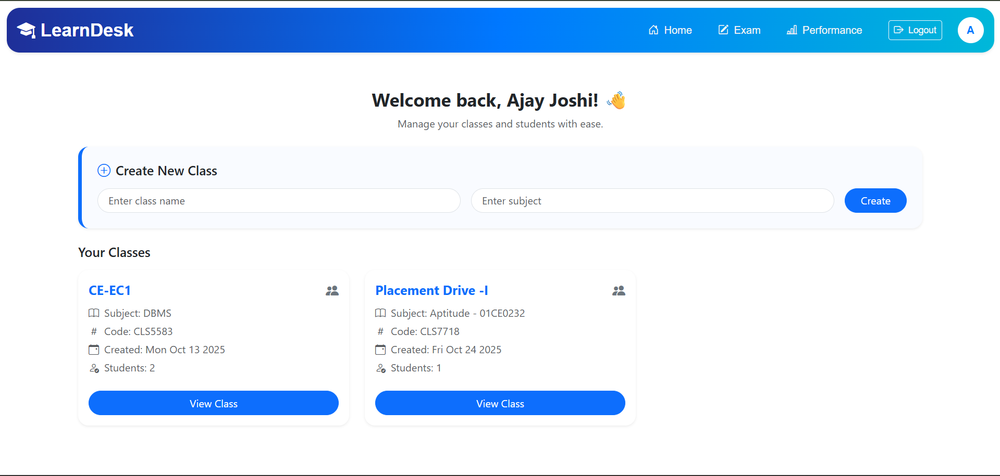 LearnDesk
Home
Exam
Performance
Logout
A
Welcome back, Ajay Joshi! 👋
Manage your classes and students with ease.
Create New Class
Enter class name
Enter subject
Create
Your Classes
CE-EC1
Subject: DBMS
# Code: CLS5583
Created: Mon Oct 13 2025
Students: 2
View Class
Placement Drive -I
Subject: Aptitude - 01CE0232
# Code: CLS7718
Created: Fri Oct 24 2025
Students: 1
View Class